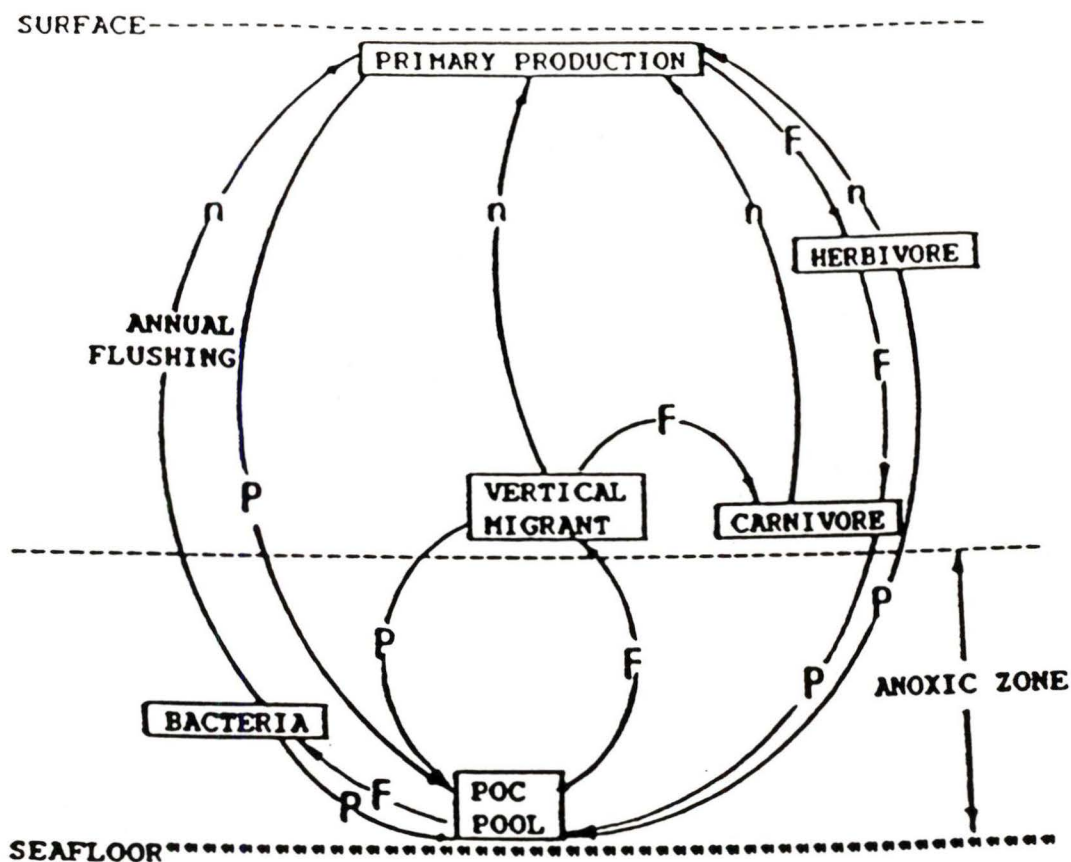 SURFACE
PRIMARY PRODUCTION
F
n
n
n
n
HERBIVORE
ANNUAL
FLUSHING
F
F
P
VERTICAL
MIGRANT
CARNIVORE
P
P
F
P
ANOXIC ZONE
BACTERIA
POC
POOL
F
P
SEAFLOOR